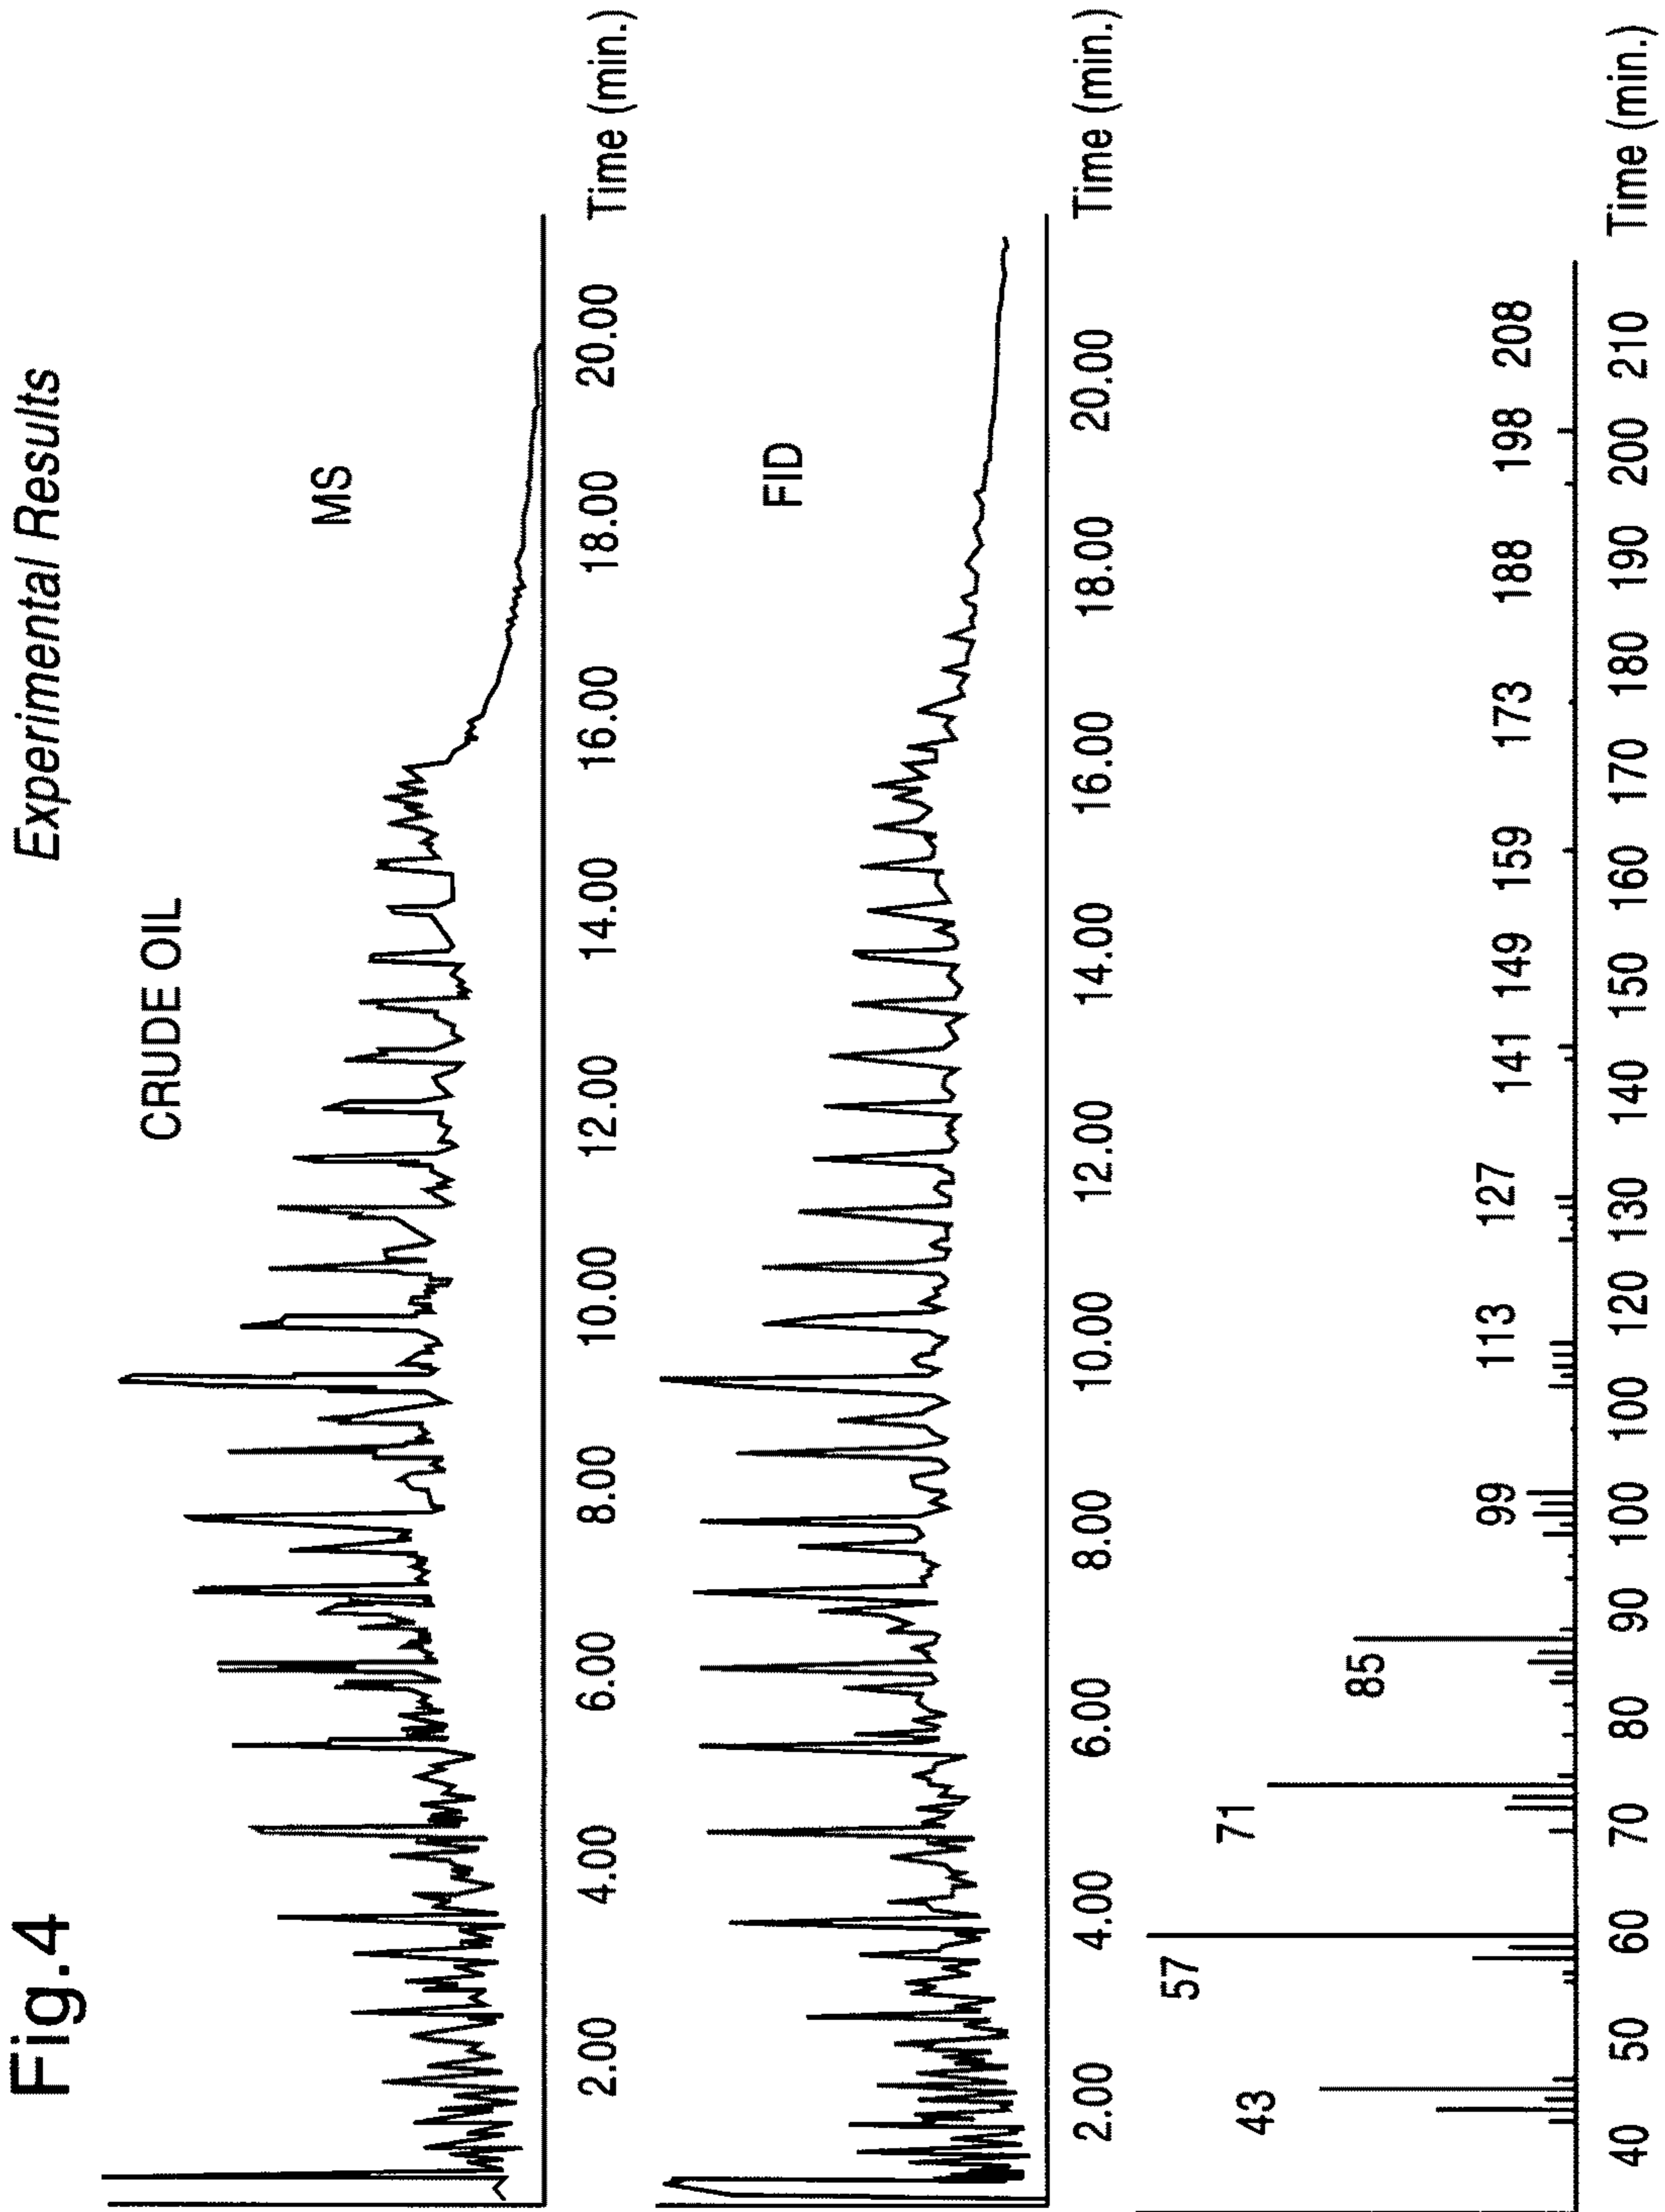 Fig.4
Experimental Results
CRUDE OIL
MS
2.00 4.00 6.00 8.00 10.00 12.00 14.00 16.00 18.00 20.00 Time (min.)
FID
2.00 4.00 6.00 8.00 10.00 12.00 14.00 16.00 18.00 20.00 Time (min.)
43 57 71 85 99 113 127 141 149 159 173 188 198 208
40 50 60 70 80 90 100 100 120 130 140 150 160 170 180 190 200 210 Time (min.)